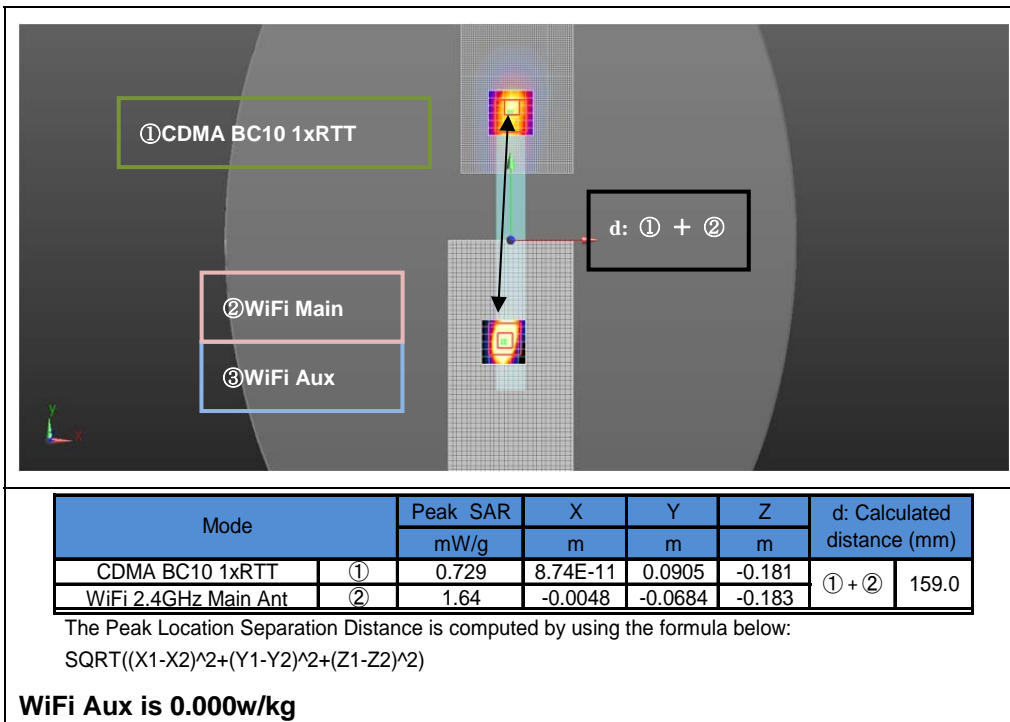 ①CDMA BC10 1xRTT
d: ① + ②
②WiFi Main
③WiFi Aux
y
x
Mode Peak SAR X Y Z d: Calculated distance (mm)
mW/g m m m
CDMA BC10 1xRTT ① 0.729 8.74E-11 0.0905 -0.181 ①+② 159.0
WiFi 2.4GHz Main Ant ② 1.64 -0.0048 -0.0684 -0.183
The Peak Location Separation Distance is computed by using the formula below:
SQRT((X1-X2)^2+(Y1-Y2)^2+(Z1-Z2)^2)
WiFi Aux is 0.000w/kg